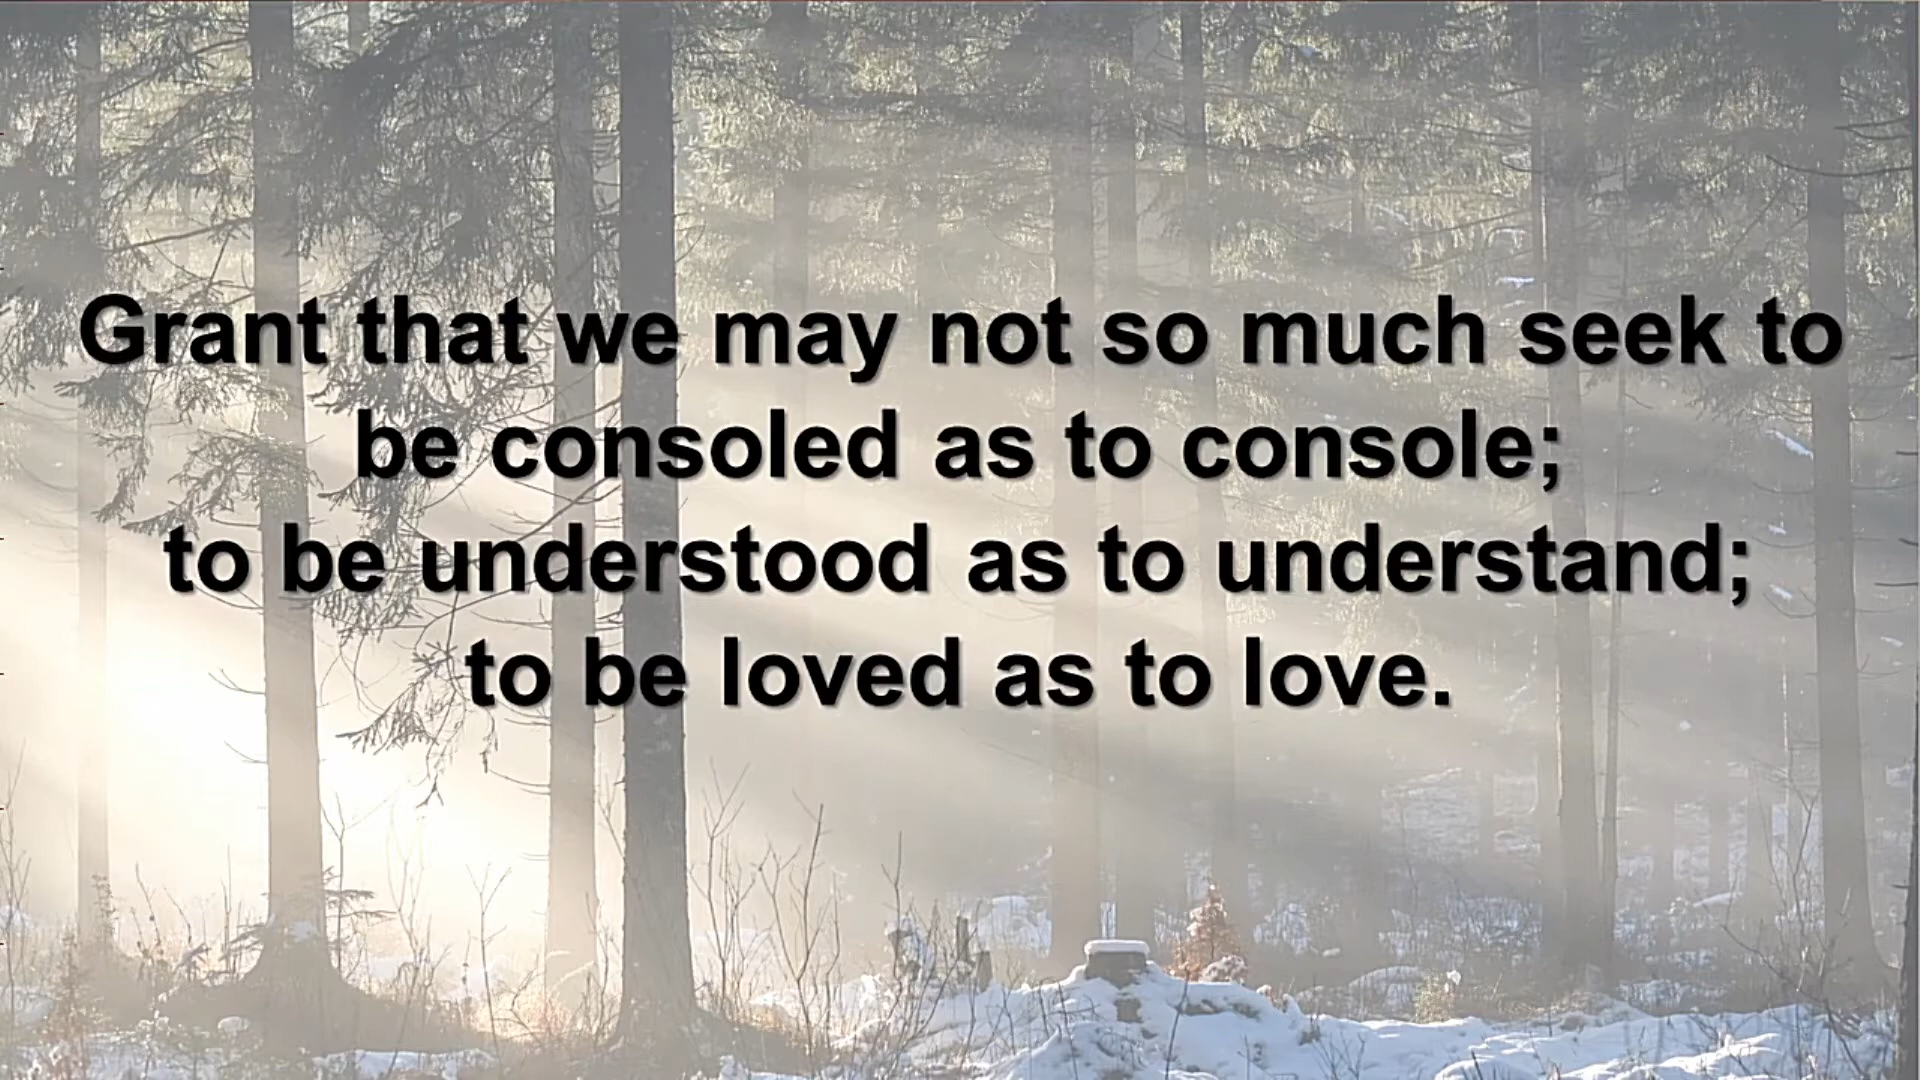 Grant that we may not so much seek to
be consoled as to console;
to be understood as to understand;
to be loved as to love.